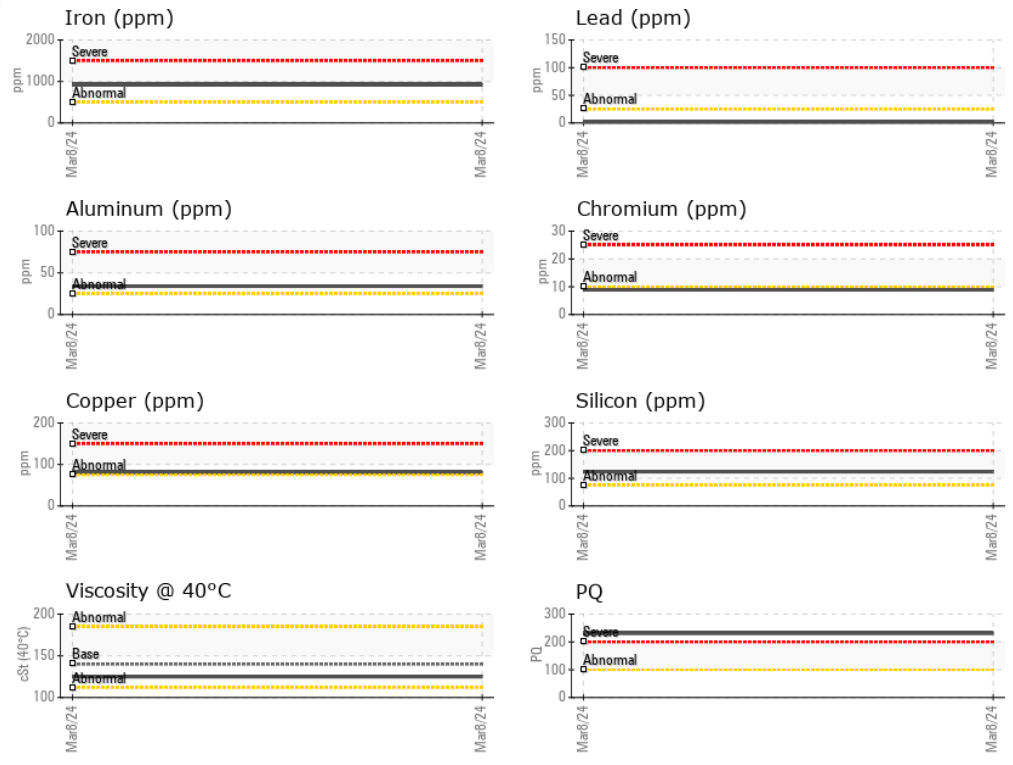 Iron (ppm)
2000
1000
0
ppm
Severe
Abnormal
Mar8/24
Mar8/24
Lead (ppm)
150
100
50
0
ppm
Severe
Abnormal
Mar8/24
Mar8/24
Aluminum (ppm)
100
50
0
ppm
Severe
Abnormal
Mar8/24
Mar8/24
Chromium (ppm)
30
20
10
0
ppm
Severe
Abnormal
Mar8/24
Mar8/24
Copper (ppm)
200
100
0
ppm
Severe
Abnormal
Mar8/24
Mar8/24
Silicon (ppm)
300
200
100
0
ppm
Severe
Abnormal
Mar8/24
Mar8/24
Viscosity @ 40°C
200
150
100
cSt (40°C)
Abnormal
Base
Abnormal
Mar8/24
Mar8/24
PQ
300
200
100
0
PQ
Severe
Abnormal
Mar8/24
Mar8/24